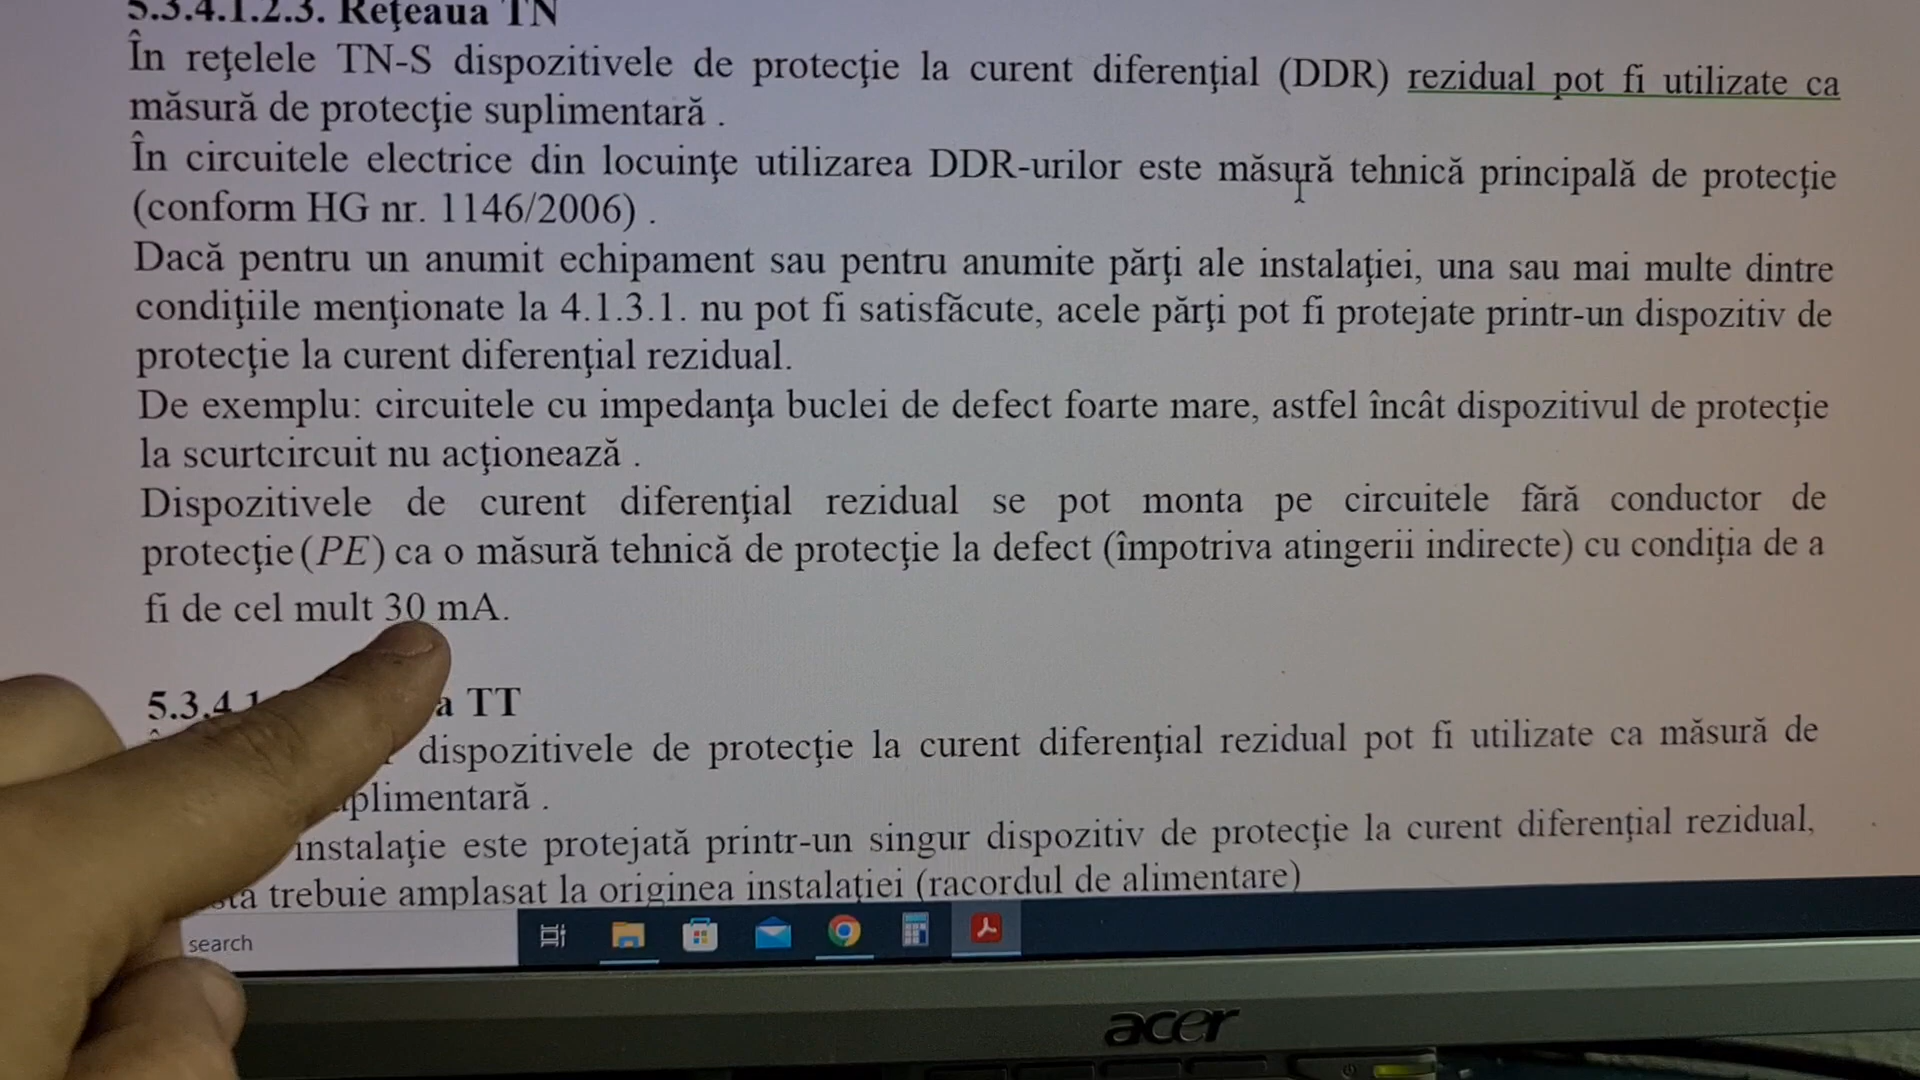 5.3.4.1.2.3. Reţeaua TN
În reţelele TN-S dispozitivele de protecţie la curent diferenţial (DDR) rezidual pot fi utilizate ca
măsură de protecţie suplimentară .
În circuitele electrice din locuinţe utilizarea DDR-urilor este măsură tehnică principală de protecţie
(conform HG nr. 1146/2006) .
Dacă pentru un anumit echipament sau pentru anumite părţi ale instalaţiei, una sau mai multe dintre
condiţiile menţionate la 4.1.3.1. nu pot fi satisfăcute, acele părţi pot fi protejate printr-un dispozitiv de
protecţie la curent diferenţial rezidual.
De exemplu: circuitele cu impedanţa buclei de defect foarte mare, astfel încât dispozitivul de protecţie
la scurtcircuit nu acţionează .
Dispozitivele de curent diferenţial rezidual se pot monta pe circuitele fără conductor de
protecţie (PE) ca o măsură tehnică de protecţie la defect (împotriva atingerii indirecte) cu condiţia de a
fi de cel mult 30 mA.
5.3.4.1 TT
dispozitivele de protecţie la curent diferenţial rezidual pot fi utilizate ca măsură de
plimentară .
instalaţie este protejată printr-un singur dispozitiv de protecţie la curent diferenţial rezidual,
trebuie amplasat la originea instalaţiei (racordul de alimentare)
search
acer